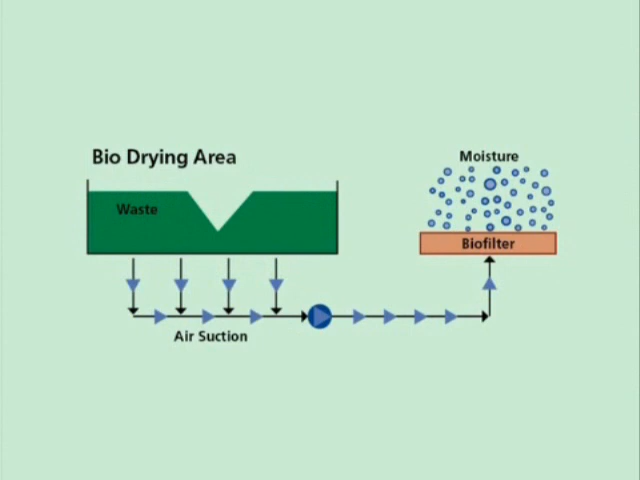 Bio Drying Area
Moisture
Waste
Biofilter
Air Suction